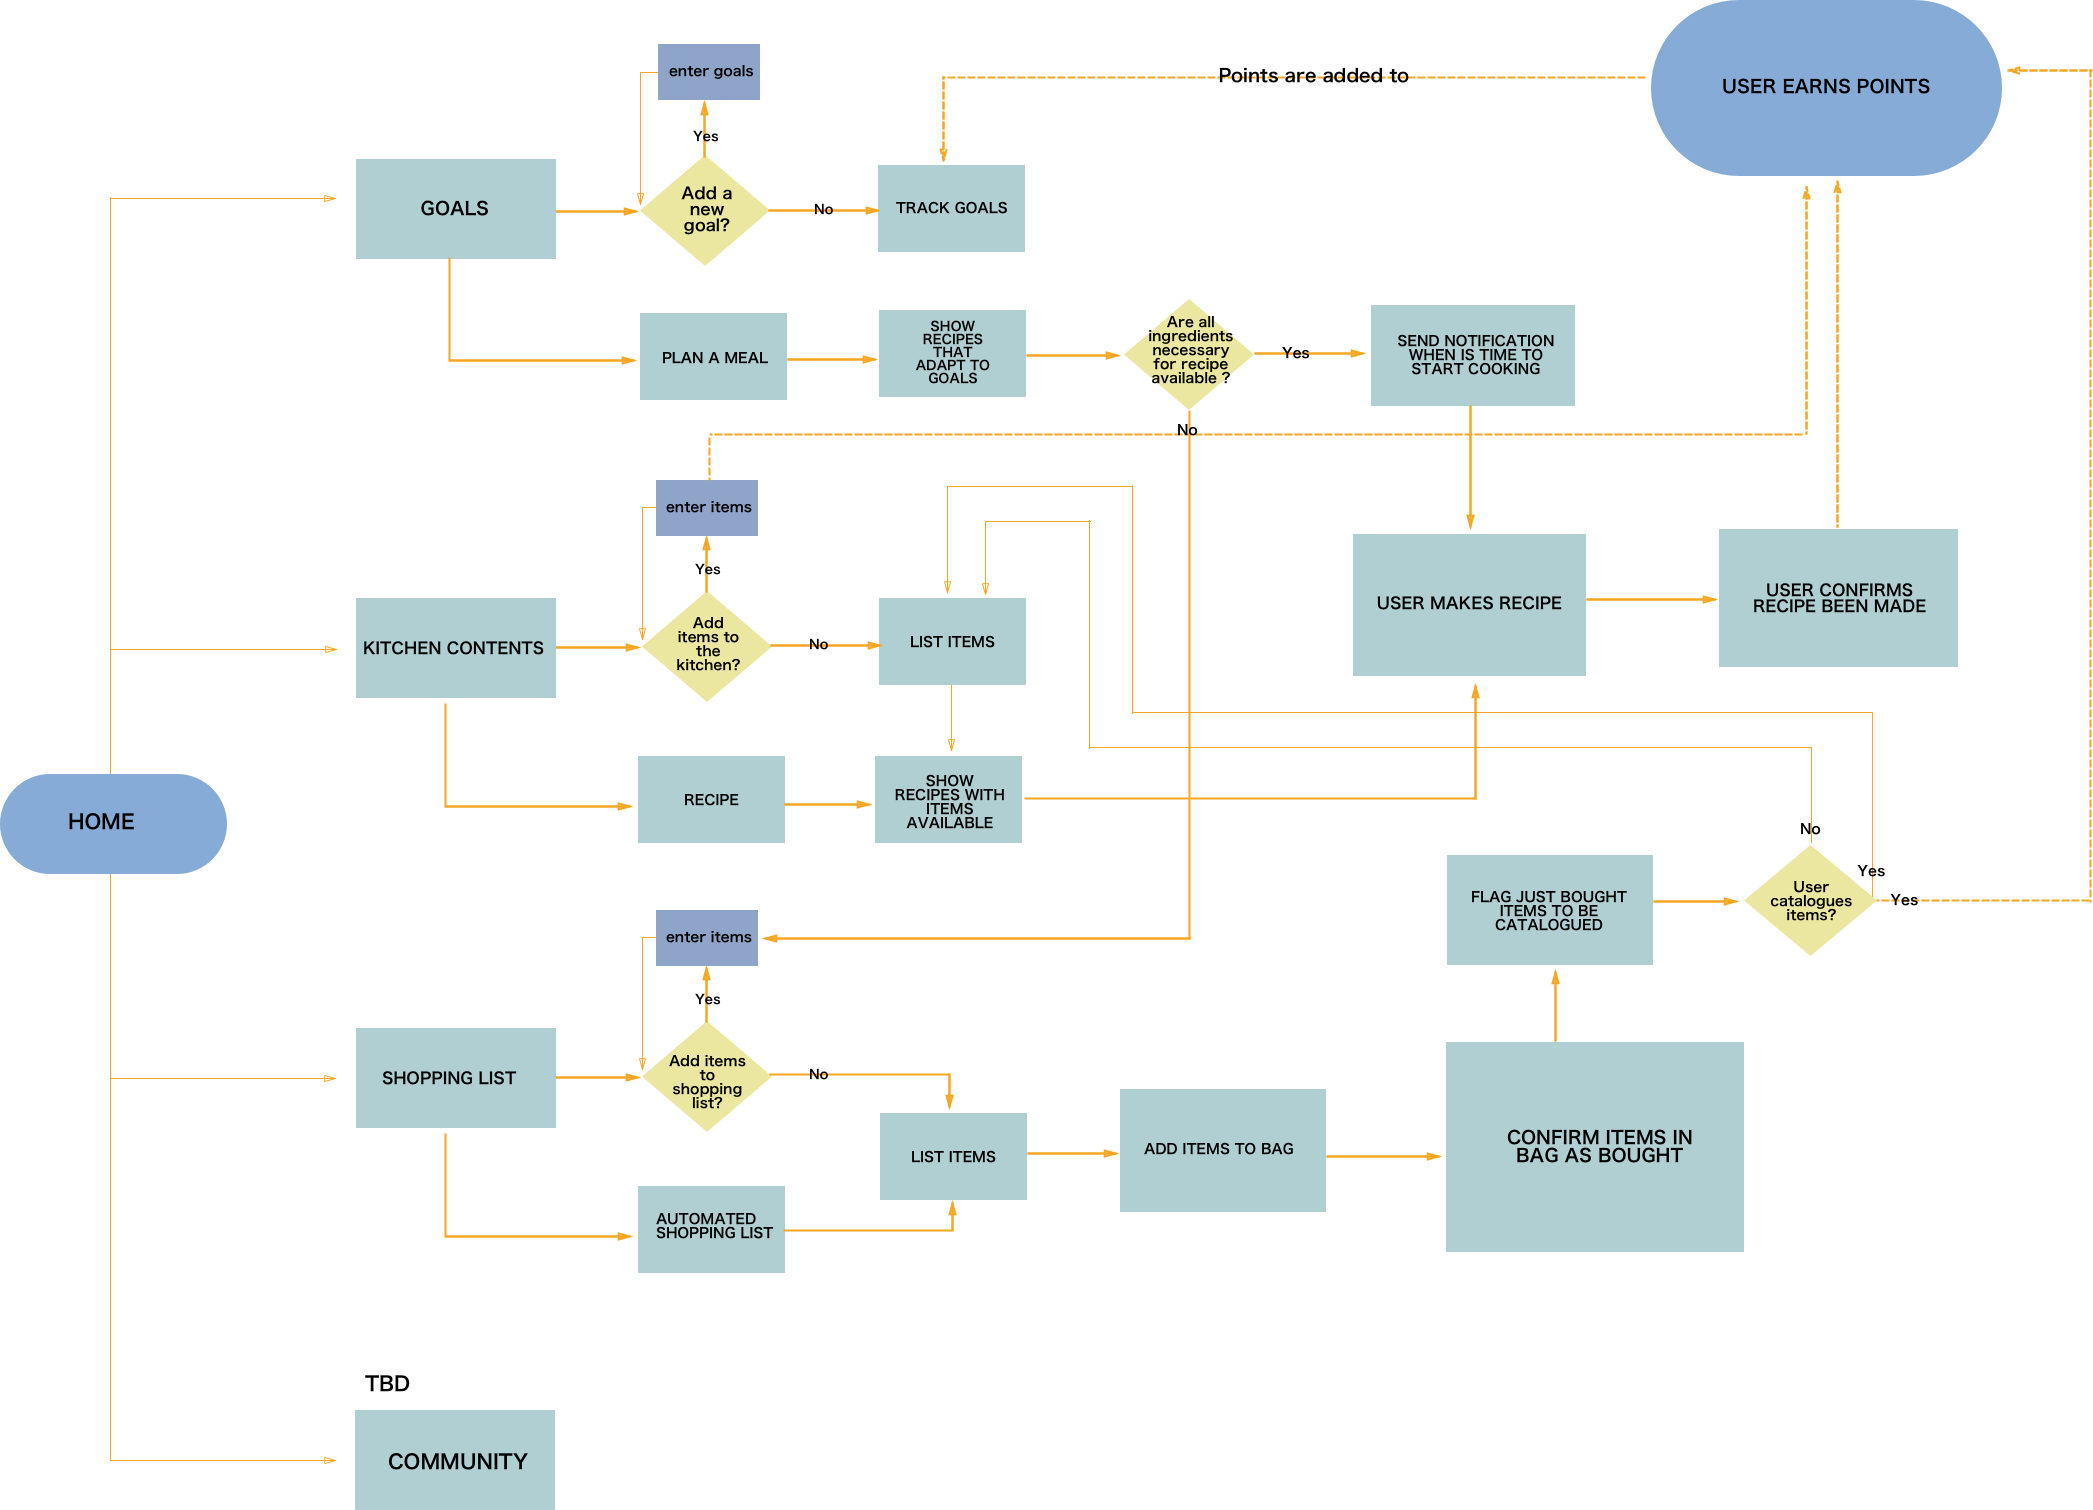 enter goals
Points are added to
USER EARNS POINTS
Yes
GOALS
Add a
new
goal?
No
TRACK GOALS
PLAN A MEAL
SHOW
RECIPES
THAT
ADAPT TO
GOALS
Are all
ingredients
necessary
for recipe
available ?
Yes
SEND NOTIFICATION
WHEN IS TIME TO
START COOKING
No
enter items
Yes
KITCHEN CONTENTS
Add
items to
the
kitchen?
No
LIST ITEMS
USER MAKES RECIPE
USER CONFIRMS
RECIPE BEEN MADE
RECIPE
SHOW
RECIPES WITH
ITEMS
AVAILABLE
HOME
No
Yes
FLAG JUST BOUGHT
ITEMS TO BE
CATALOGUED
User
catalogues
items?
Yes
enter items
Yes
SHOPPING LIST
Add items
to
shopping
list?
No
LIST ITEMS
ADD ITEMS TO BAG
CONFIRM ITEMS IN
BAG AS BOUGHT
AUTOMATED
SHOPPING LIST
TBD
COMMUNITY